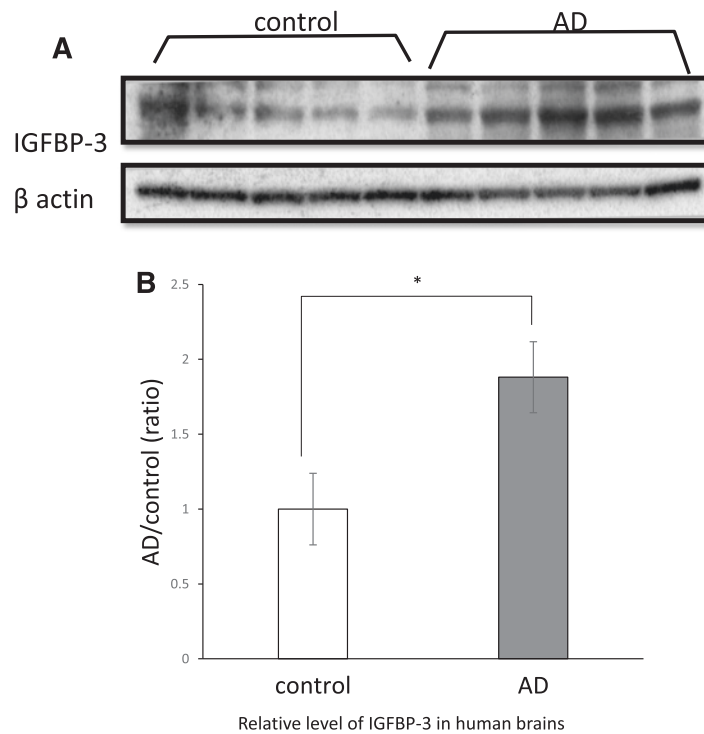 control AD
A
IGFBP-3
β actin
B
2.5
*
2
1.5
1
0.5
0
AD/control (ratio)
control AD
Relative level of IGFBP-3 in human brains